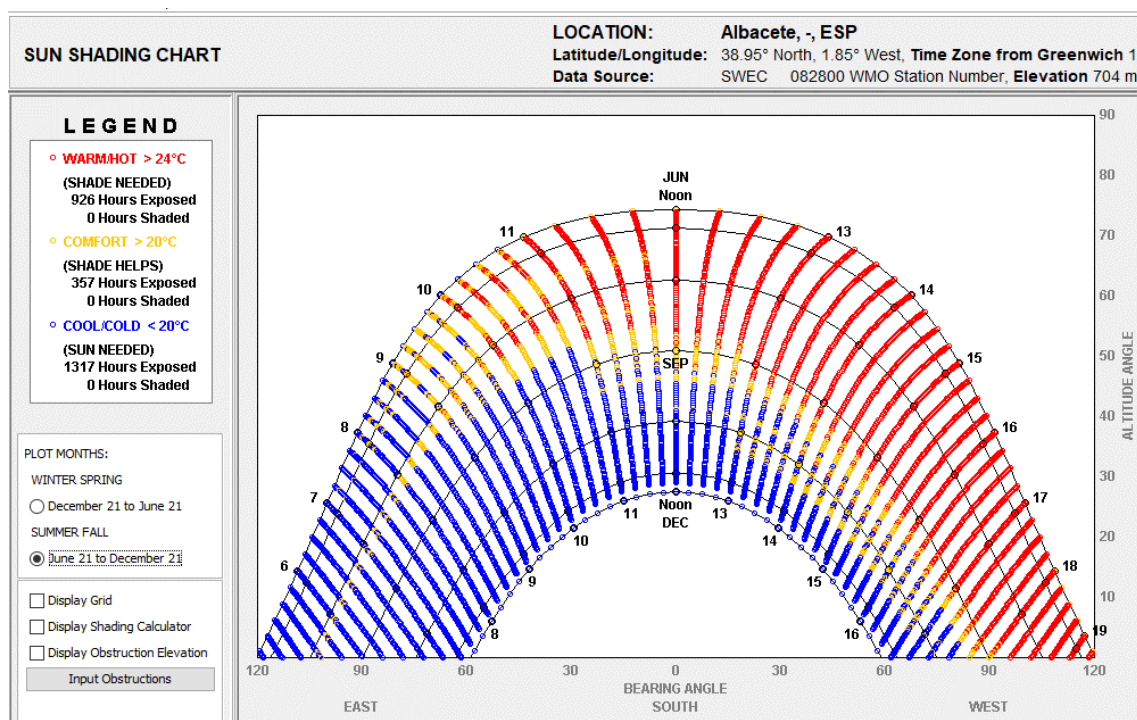 SUN SHADING CHART
LOCATION: Albacete, -, ESP
Latitude/Longitude: 38.95° North, 1.85° West, Time Zone from Greenwich 1
Data Source: SWEC 082800 WMO Station Number, Elevation 704 m
LEGEND
WARM/HOT > 24°C
(SHADE NEEDED)
926 Hours Exposed
0 Hours Shaded
COMFORT > 20°C
(SHADE HELPS)
357 Hours Exposed
0 Hours Shaded
COOL/COLD < 20°C
(SUN NEEDED)
1317 Hours Exposed
0 Hours Shaded
PLOT MONTHS:
WINTER SPRING
December 21 to June 21
SUMMER FALL
June 21 to December 21
Display Grid
Display Shading Calculator
Display Obstruction Elevation
Input Obstructions
90
80
70
60
50
40
30
20
10
ALTITUDE ANGLE
JUN
Noon
11
13
10
14
9
15
8
16
7
17
6
18
19
SEP
Noon
DEC
11
13
10
14
9
15
8
16
120 90 60 30 0 30 60 90 120
BEARING ANGLE
EAST SOUTH WEST